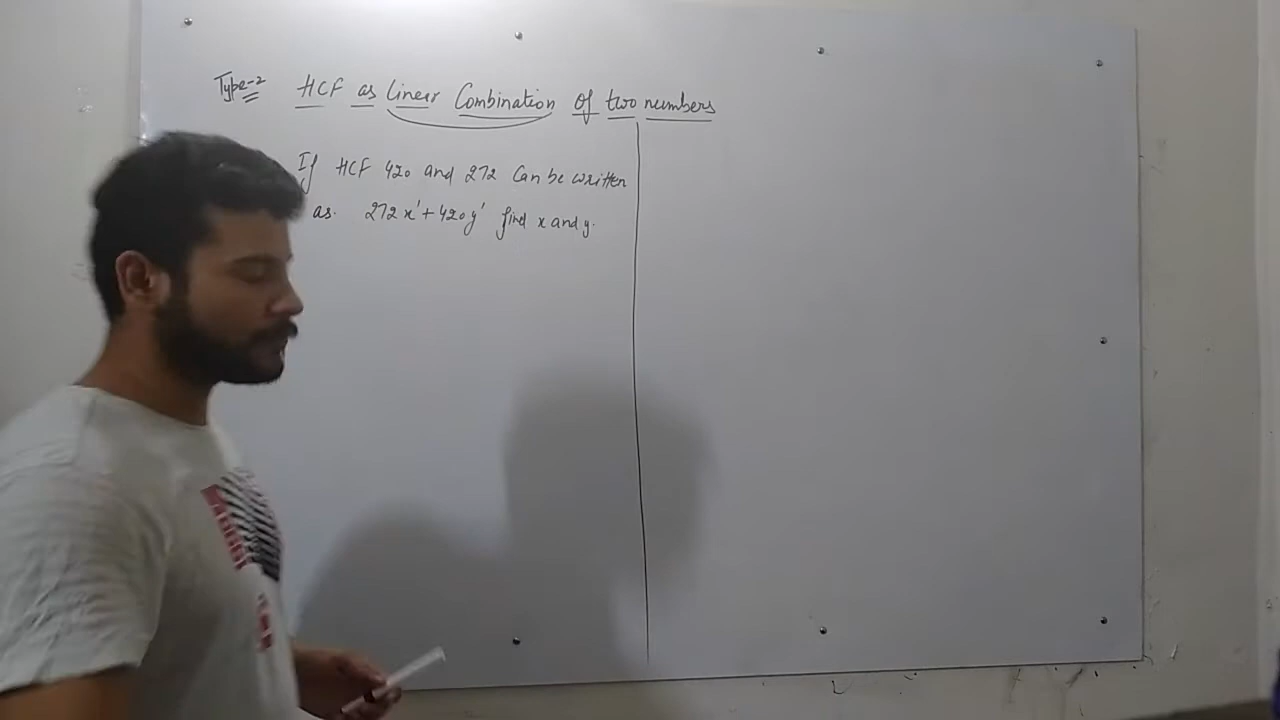 Type-2 HCF as linear Combination of two numbers
If HCF 420 and 272 Can be written
as. 272x' + 420y' find x and y.